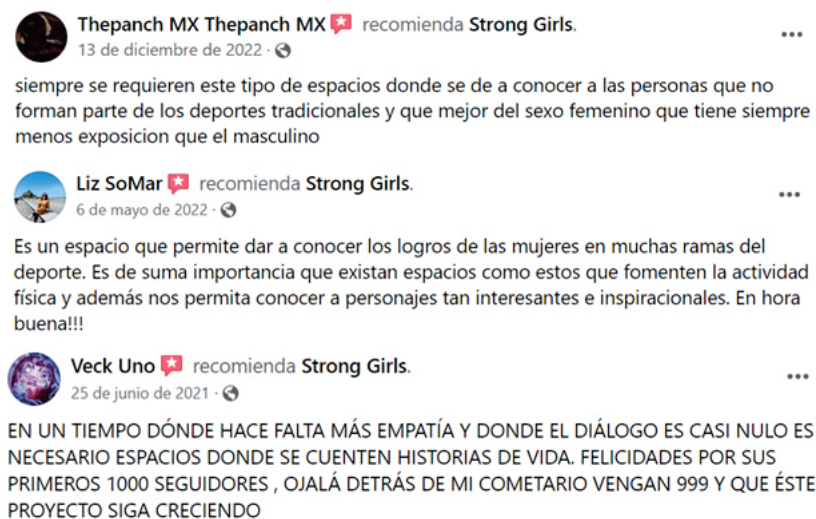 Thepanch MX Thepanch MX recomienda Strong Girls.
13 de diciembre de 2022 ·
siempre se requieren este tipo de espacios donde se de a conocer a las personas que no
forman parte de los deportes tradicionales y que mejor del sexo femenino que tiene siempre
menos exposicion que el masculino
Liz SoMar recomienda Strong Girls.
6 de mayo de 2022 ·
Es un espacio que permite dar a conocer los logros de las mujeres en muchas ramas del
deporte. Es de suma importancia que existan espacios como estos que fomenten la actividad
física y además nos permita conocer a personajes tan interesantes e inspiracionales. En hora
buena!!!
Veck Uno recomienda Strong Girls.
25 de junio de 2021 ·
EN UN TIEMPO DÓNDE HACE FALTA MÁS EMPATÍA Y DONDE EL DIÁLOGO ES CASI NULO ES
NECESARIO ESPACIOS DONDE SE CUENTEN HISTORIAS DE VIDA. FELICIDADES POR SUS
PRIMEROS 1000 SEGUIDORES , OJALÁ DETRÁS DE MI COMETARIO VENGAN 999 Y QUE ÉSTE
PROYECTO SIGA CRECIENDO